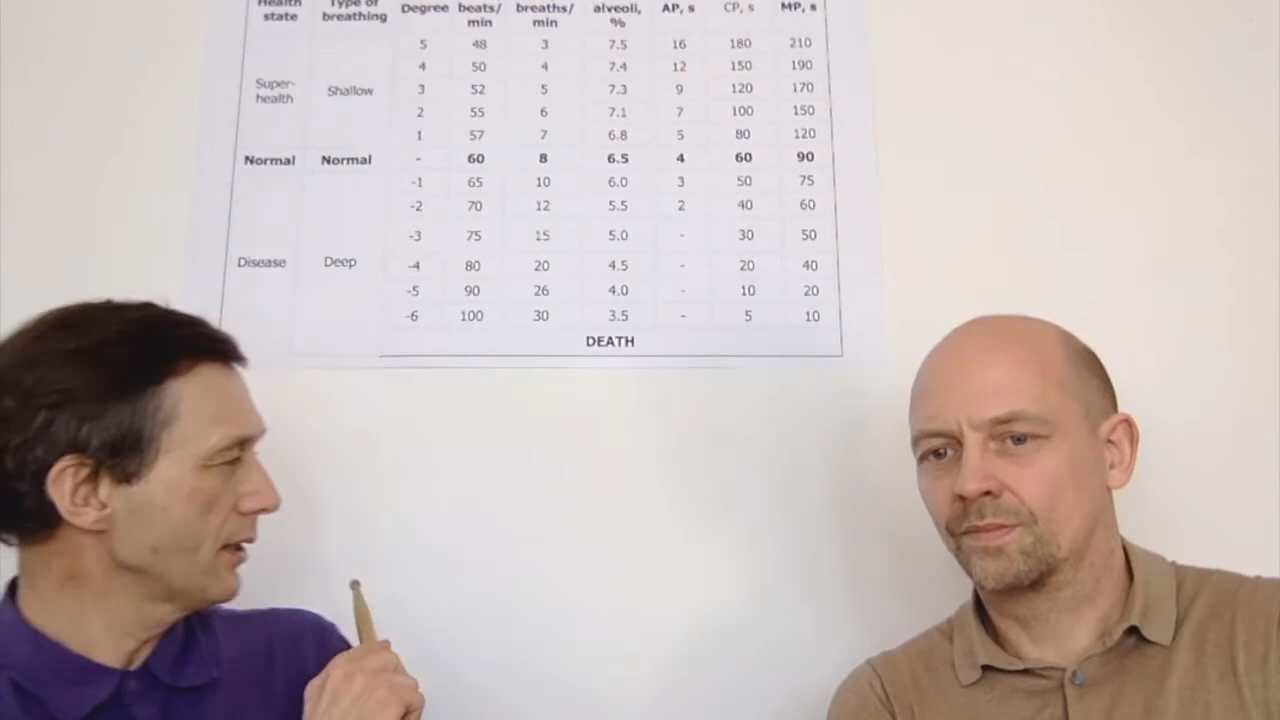 Health state Type of breathing Degree beats/ min breaths/ min alveoli, % AP, s CP, s MP, s
5 48 3 7.5 16 180 210
4 50 4 7.4 12 150 190
Super- health Shallow 3 52 5 7.3 9 120 170
2 55 6 7.1 7 100 150
1 57 7 6.8 5 80 120
Normal Normal - 60 8 6.5 4 60 90
-1 65 10 6.0 3 50 75
-2 70 12 5.5 2 40 60
-3 75 15 5.0 - 30 50
Disease Deep -4 80 20 4.5 - 20 40
-5 90 26 4.0 - 10 20
-6 100 30 3.5 - 5 10
DEATH